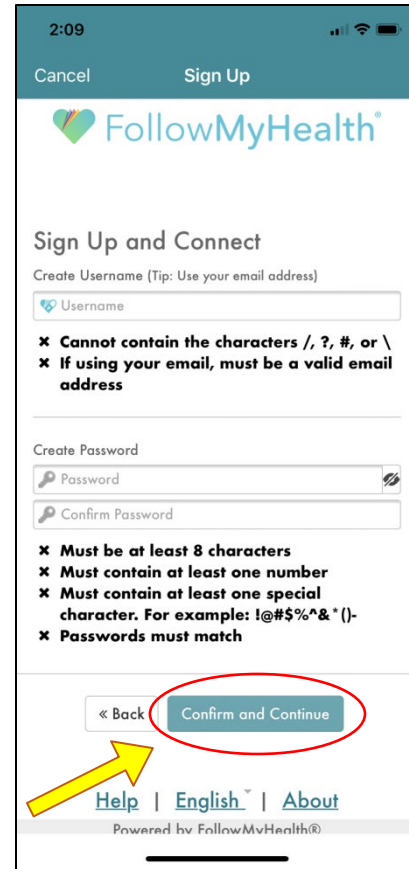 2:09
Cancel Sign Up
FollowMyHealth®
Sign Up and Connect
Create Username (Tip: Use your email address)
Username
✖ Cannot contain the characters /, ?, #, or \
✖ If using your email, must be a valid email
address
Create Password
Password
Confirm Password
✖ Must be at least 8 characters
✖ Must contain at least one number
✖ Must contain at least one special
character. For example: !@#$%^&*()-
✖ Passwords must match
« Back Confirm and Continue
Help | English | About
Powered by FollowMyHealth®